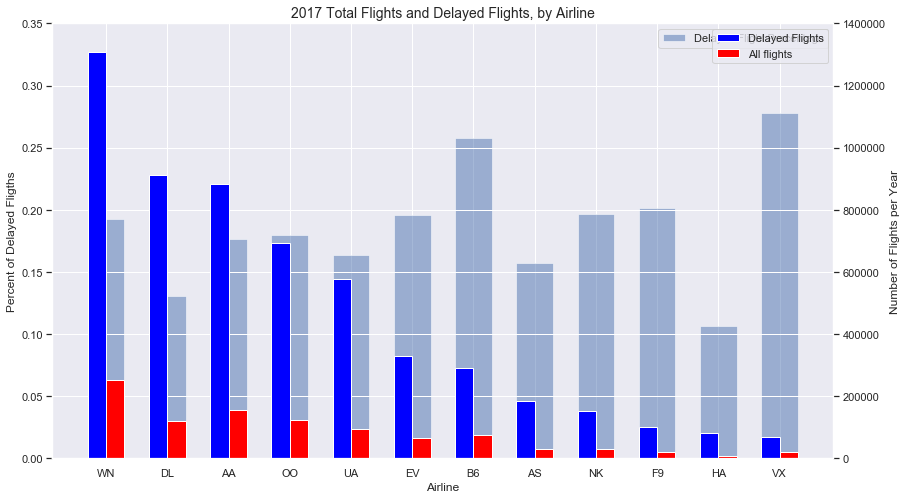 2017 Total Flights and Delayed Flights, by Airline
0.35
0.30
0.25
0.20
0.15
0.10
0.05
0.00
Percent of Delayed Fligths
1400000
1200000
1000000
800000
600000
400000
200000
0
Number of Flights per Year
Delayed Flights
All flights
WN DL AA OO UA EV B6 AS NK F9 HA VX
Airline